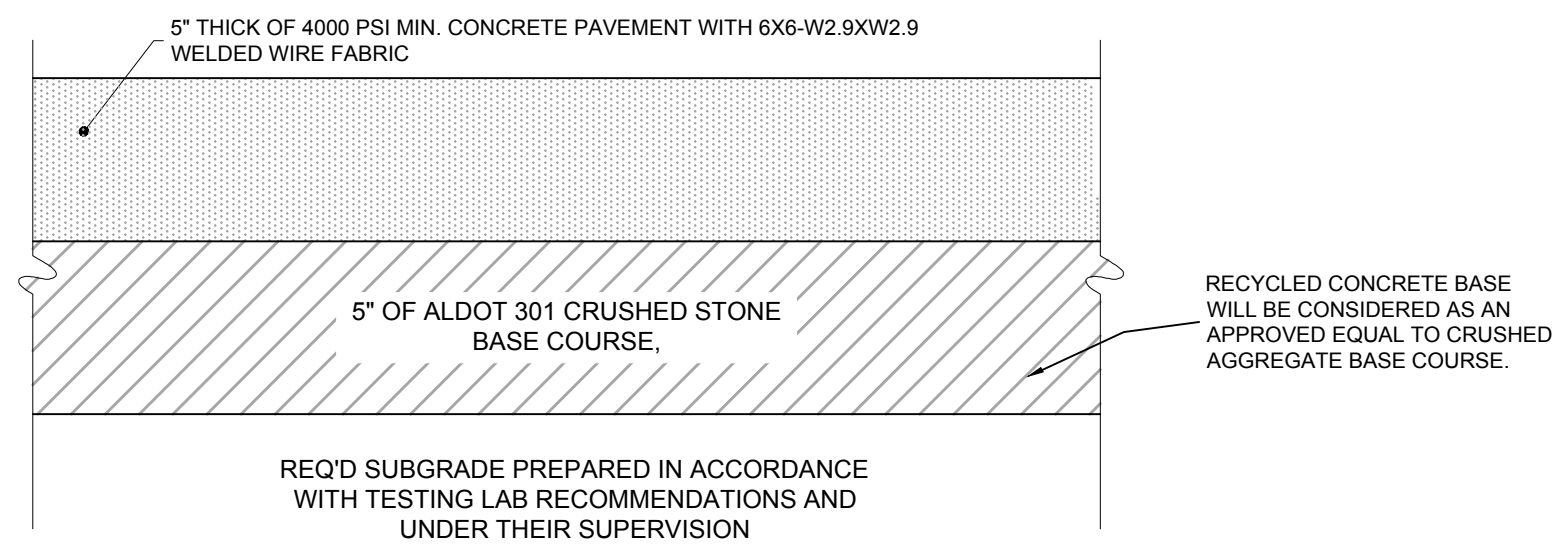 5" THICK OF 4000 PSI MIN. CONCRETE PAVEMENT WITH 6X6-W2.9XW2.9
WELDED WIRE FABRIC
5" OF ALDOT 301 CRUSHED STONE
BASE COURSE,
RECYCLED CONCRETE BASE
WILL BE CONSIDERED AS AN
APPROVED EQUAL TO CRUSHED
AGGREGATE BASE COURSE.
REQ'D SUBGRADE PREPARED IN ACCORDANCE
WITH TESTING LAB RECOMMENDATIONS AND
UNDER THEIR SUPERVISION